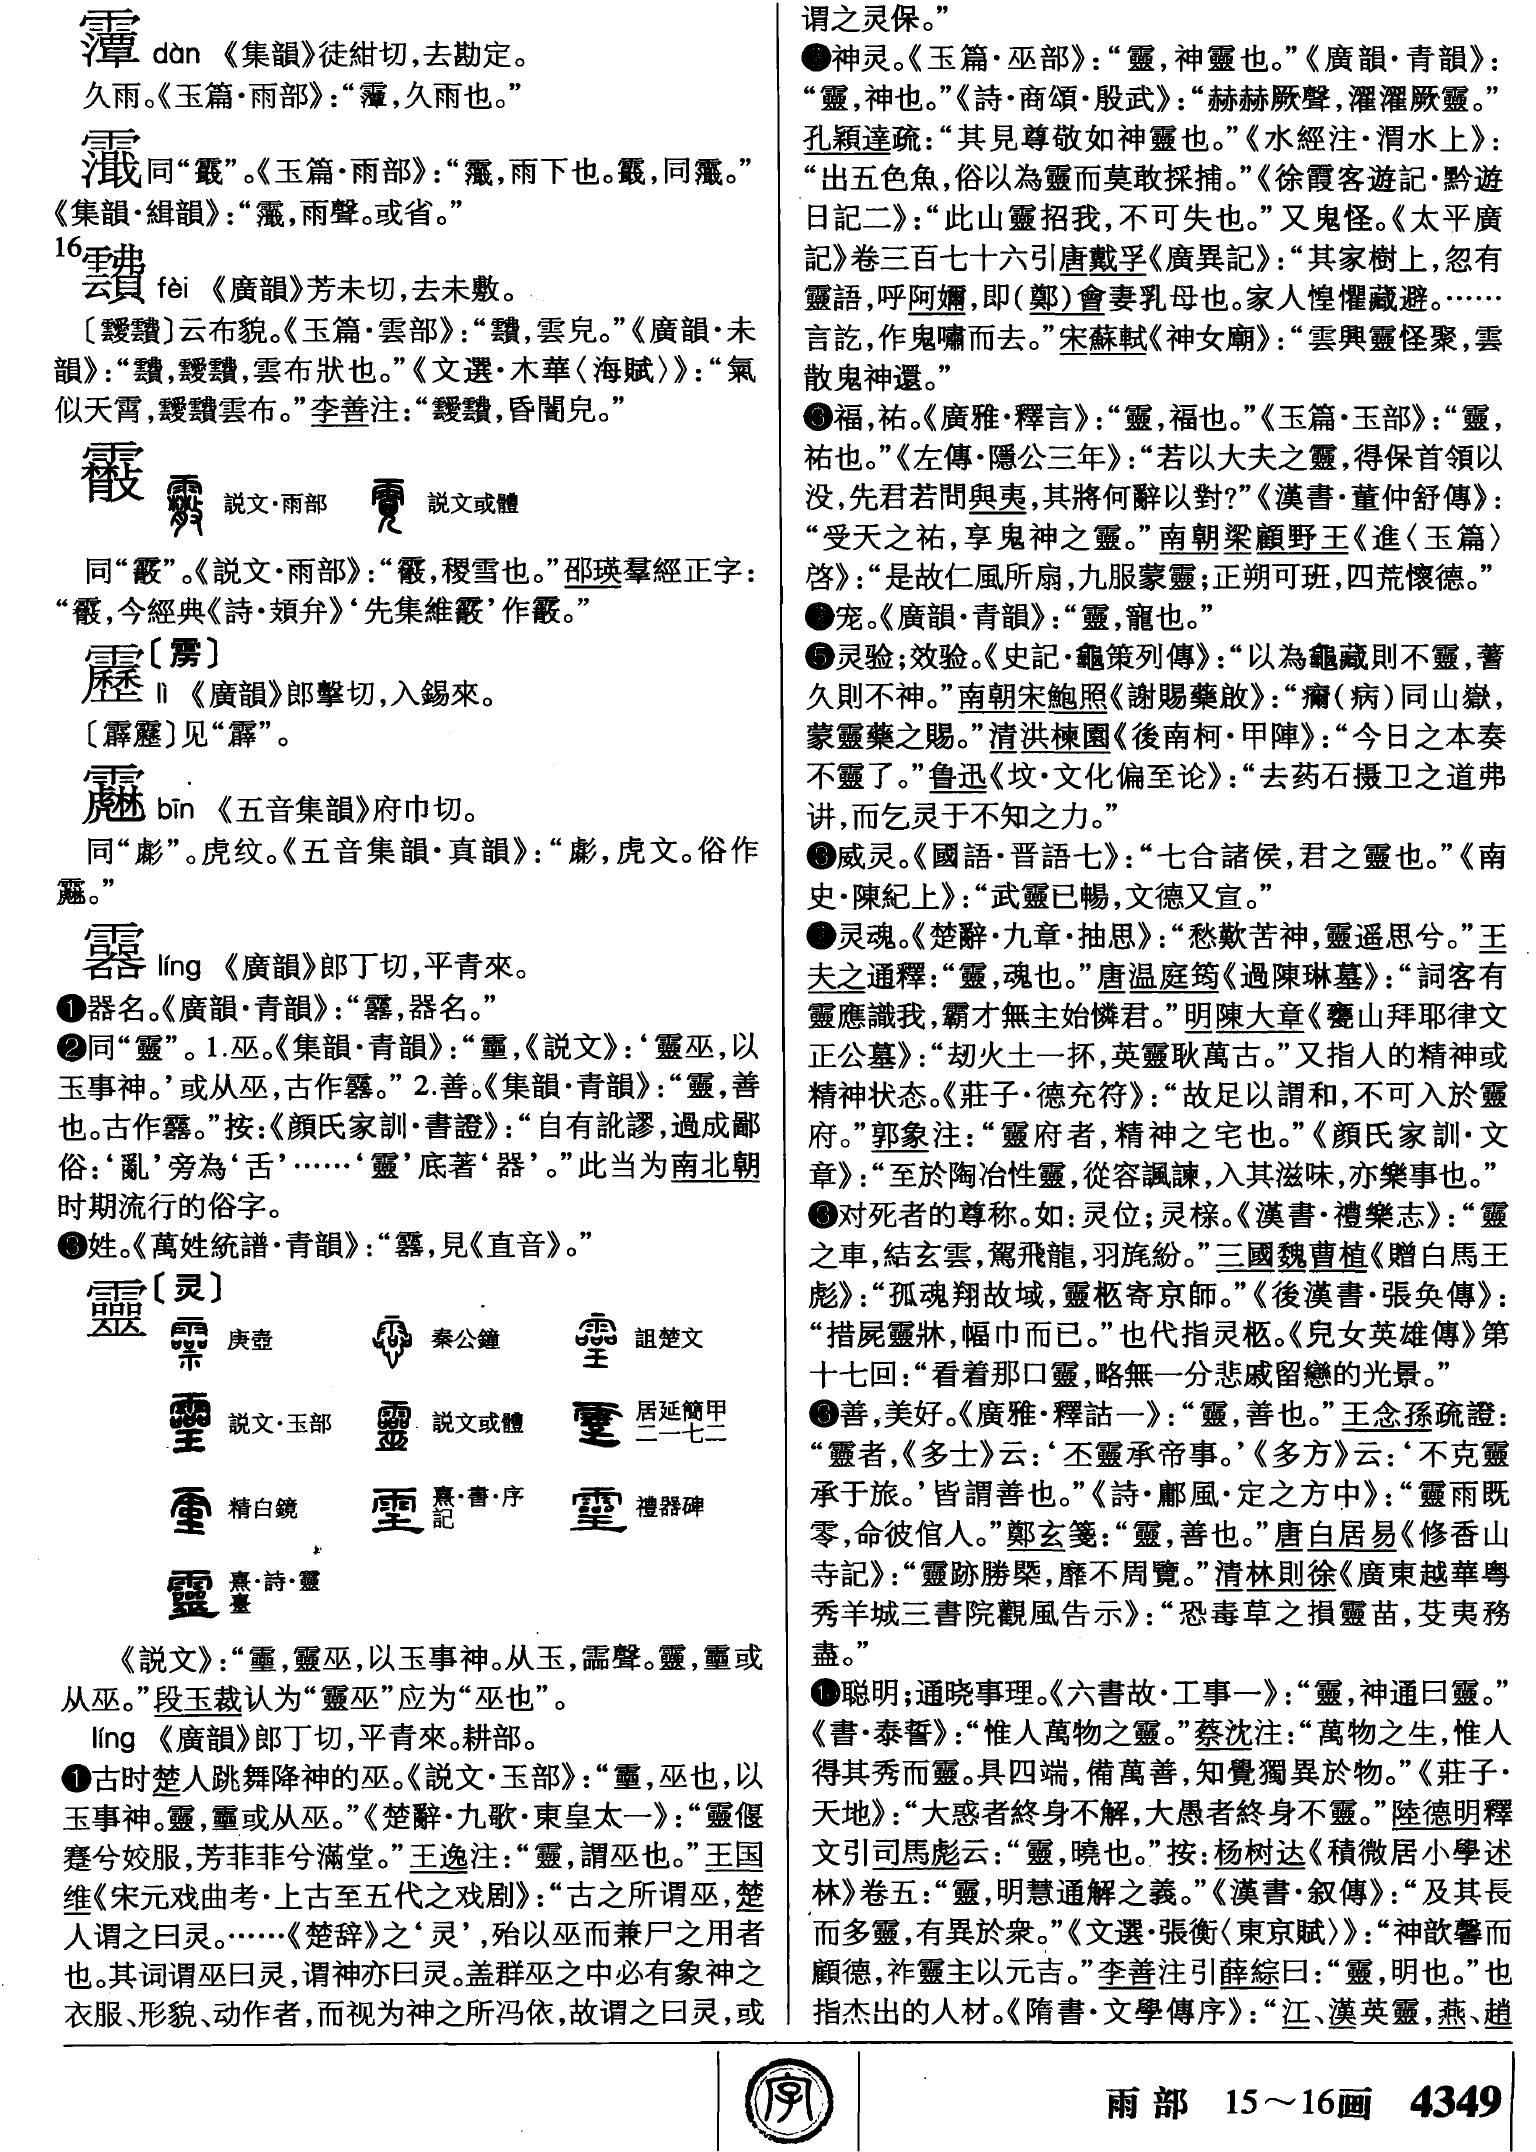 dàn 《集韻》徒紺切，去勘定。
久雨。《玉篇·雨部》：“霮，久雨也。”
同“霵”。《玉篇·雨部》：“，雨下也。霵，同。”
《集韻·緝韻》：“，雨聲。或省。”
16
靅 fèi 《廣韻》芳未切，去未敷。
〔靉靅〕云布貌。《玉篇·雲部》：“靅，雲皃。”《廣韻·未
韻》：“靅，靉靅，雲布狀也。”《文選·木華〈海賦〉》：“氣
似天霄，靉靅雲布。”李善注：“靉靅，昏闇皃。”
説文·雨部 説文或體
同“霰”。《説文·雨部》：“，稷雪也。”邵瑛羣經正字：
“，今經典《詩·頍弁》‘先集維霰’作霰。”
靂〔雳〕
lì 《廣韻》郎擊切，入錫來。
〔霹靂〕见“霹”。
bīn 《五音集韻》府巾切。
同“彪”。虎纹。《五音集韻·真韻》：“，虎文。俗作
。”
líng 《廣韻》郎丁切，平青來。
❶器名。《廣韻·青韻》：“，器名。”
❷同“靈”。1.巫。《集韻·青韻》：“靈，《説文》：‘靈巫，以
玉事神。’或从巫，古作。” 2.善。《集韻·青韻》：“靈，善
也。古作。”按：《顔氏家訓·書證》：“自有訛謬，過成鄙
俗：‘亂’旁為‘舌’……‘靈’底著‘器’。”此当为南北朝
时期流行的俗字。
❸姓。《萬姓統譜·青韻》：“，見《直音》。”
靈〔灵〕
庚壺 秦公鐘 詛楚文
説文·玉部 説文或體 居延簡甲二一七二
精白鏡 熹·書·序記 禮器碑
熹·詩·靈臺
《説文》：“靈，靈巫，以玉事神。从玉，霝聲。靈，靈或
从巫。”段玉裁认为“靈巫”应为“巫也”。
líng 《廣韻》郎丁切，平青來。耕部。
❶古时楚人跳舞降神的巫。《説文·玉部》：“靈，巫也，以
玉事神。靈，靈或从巫。”《楚辭·九歌·東皇太一》：“靈偃
蹇兮姣服，芳菲菲兮滿堂。”王逸注：“靈，謂巫也。”王国
维《宋元戏曲考·上古至五代之戏剧》：“古之所谓巫，楚
人谓之曰灵。……《楚辞》之‘灵’，殆以巫而兼尸之用者
也。其词谓巫曰灵，谓神亦曰灵。盖群巫之中必有象神之
衣服、形貌、动作者，而视为神之所冯依，故谓之曰灵，或
谓之灵保。”
❷神灵。《玉篇·巫部》：“靈，神靈也。”《廣韻·青韻》：
“靈，神也。”《詩·商頌·殷武》：“赫赫厥聲，濯濯厥靈。”
孔穎達疏：“其見尊敬如神靈也。”《水經注·渭水上》：
“出五色魚，俗以為靈而莫敢採捕。”《徐霞客遊記·黔遊
日記二》：“此山靈招我，不可失也。”又鬼怪。《太平廣
記》卷三百七十六引唐戴孚《廣異記》：“其家樹上，忽有
靈語，呼阿嬭，即(鄭)會妻乳母也。家人惶懼藏避。……
言訖，作鬼嘯而去。”宋蘇軾《神女廟》：“雲興靈怪聚，雲
散鬼神還。”
❸福，祐。《廣雅·釋言》：“靈，福也。”《玉篇·玉部》：“靈，
祐也。”《左傳·隱公三年》：“若以大夫之靈，得保首領以
没，先君若問與夷，其將何辭以對？”《漢書·董仲舒傳》：
“受天之祐，享鬼神之靈。”南朝梁顧野王《進〈玉篇〉
啓》：“是故仁風所扇，九服蒙靈；正朔可班，四荒懷德。”
❹宠。《廣韻·青韻》：“靈，寵也。”
❺灵验；效验。《史記·龜策列傳》：“以為龜藏則不靈，蓍
久則不神。”南朝宋鮑照《謝賜藥啟》：“癎(病)同山嶽，
蒙靈藥之賜。”清洪楝園《後南柯·甲陣》：“今日之本奏
不靈了。”鲁迅《坟·文化偏至论》：“去药石摄卫之道弗
讲，而乞灵于不知之力。”
❻威灵。《國語·晋語七》：“七合諸侯，君之靈也。”《南
史·陳紀上》：“武靈已暢，文德又宣。”
❼灵魂。《楚辭·九章·抽思》：“愁歎苦神，靈遥思兮。”王
夫之通釋：“靈，魂也。”唐温庭筠《過陳琳墓》：“詞客有
靈應識我，霸才無主始憐君。”明陳大章《甕山拜耶律文
正公墓》：“刧火土一抔，英靈耿萬古。”又指人的精神或
精神状态。《莊子·德充符》：“故足以謂和，不可入於靈
府。”郭象注：“靈府者，精神之宅也。”《顔氏家訓·文
章》：“至於陶冶性靈，從容諷諫，入其滋味，亦樂事也。”
❽对死者的尊称。如：灵位；灵榇。《漢書·禮樂志》：“靈
之車，結玄雲，駕飛龍，羽旄紛。”三國魏曹植《贈白馬王
彪》：“孤魂翔故域，靈柩寄京師。”《後漢書·張奂傳》：
“措屍靈牀，幅巾而已。”也代指灵柩。《兒女英雄傳》第
十七回：“看着那口靈，略無一分悲戚留戀的光景。”
❾善，美好。《廣雅·釋詁一》：“靈，善也。”王念孫疏證：
“靈者，《多士》云：‘丕靈承帝事。’《多方》云：‘不克靈
承于旅。’皆謂善也。”《詩·鄘風·定之方中》：“靈雨既
零，命彼倌人。”鄭玄箋：“靈，善也。”唐白居易《修香山
寺記》：“靈跡勝槩，靡不周覽。”清林則徐《廣東越華粤
秀羊城三書院觀風告示》：“恐毒草之損靈苗，芟夷務
盡。”
❿聪明；通晓事理。《六書故·工事一》：“靈，神通曰靈。”
《書·泰誓》：“惟人萬物之靈。”蔡沈注：“萬物之生，惟人
得其秀而靈。具四端，備萬善，知覺獨異於物。”《莊子·
天地》：“大惑者終身不解，大愚者終身不靈。”陸德明釋
文引司馬彪云：“靈，曉也。”按：杨树达《積微居小學述
林》卷五：“靈，明慧通解之義。”《漢書·叙傳》：“及其長
而多靈，有異於衆。”《文選·張衡〈東京賦〉》：“神歆馨而
顧德，祚靈主以元吉。”李善注引薛綜曰：“靈，明也。”也
指杰出的人材。《隋書·文學傳序》：“江、漢英靈，燕、趙
字
雨部 15～16画 4349